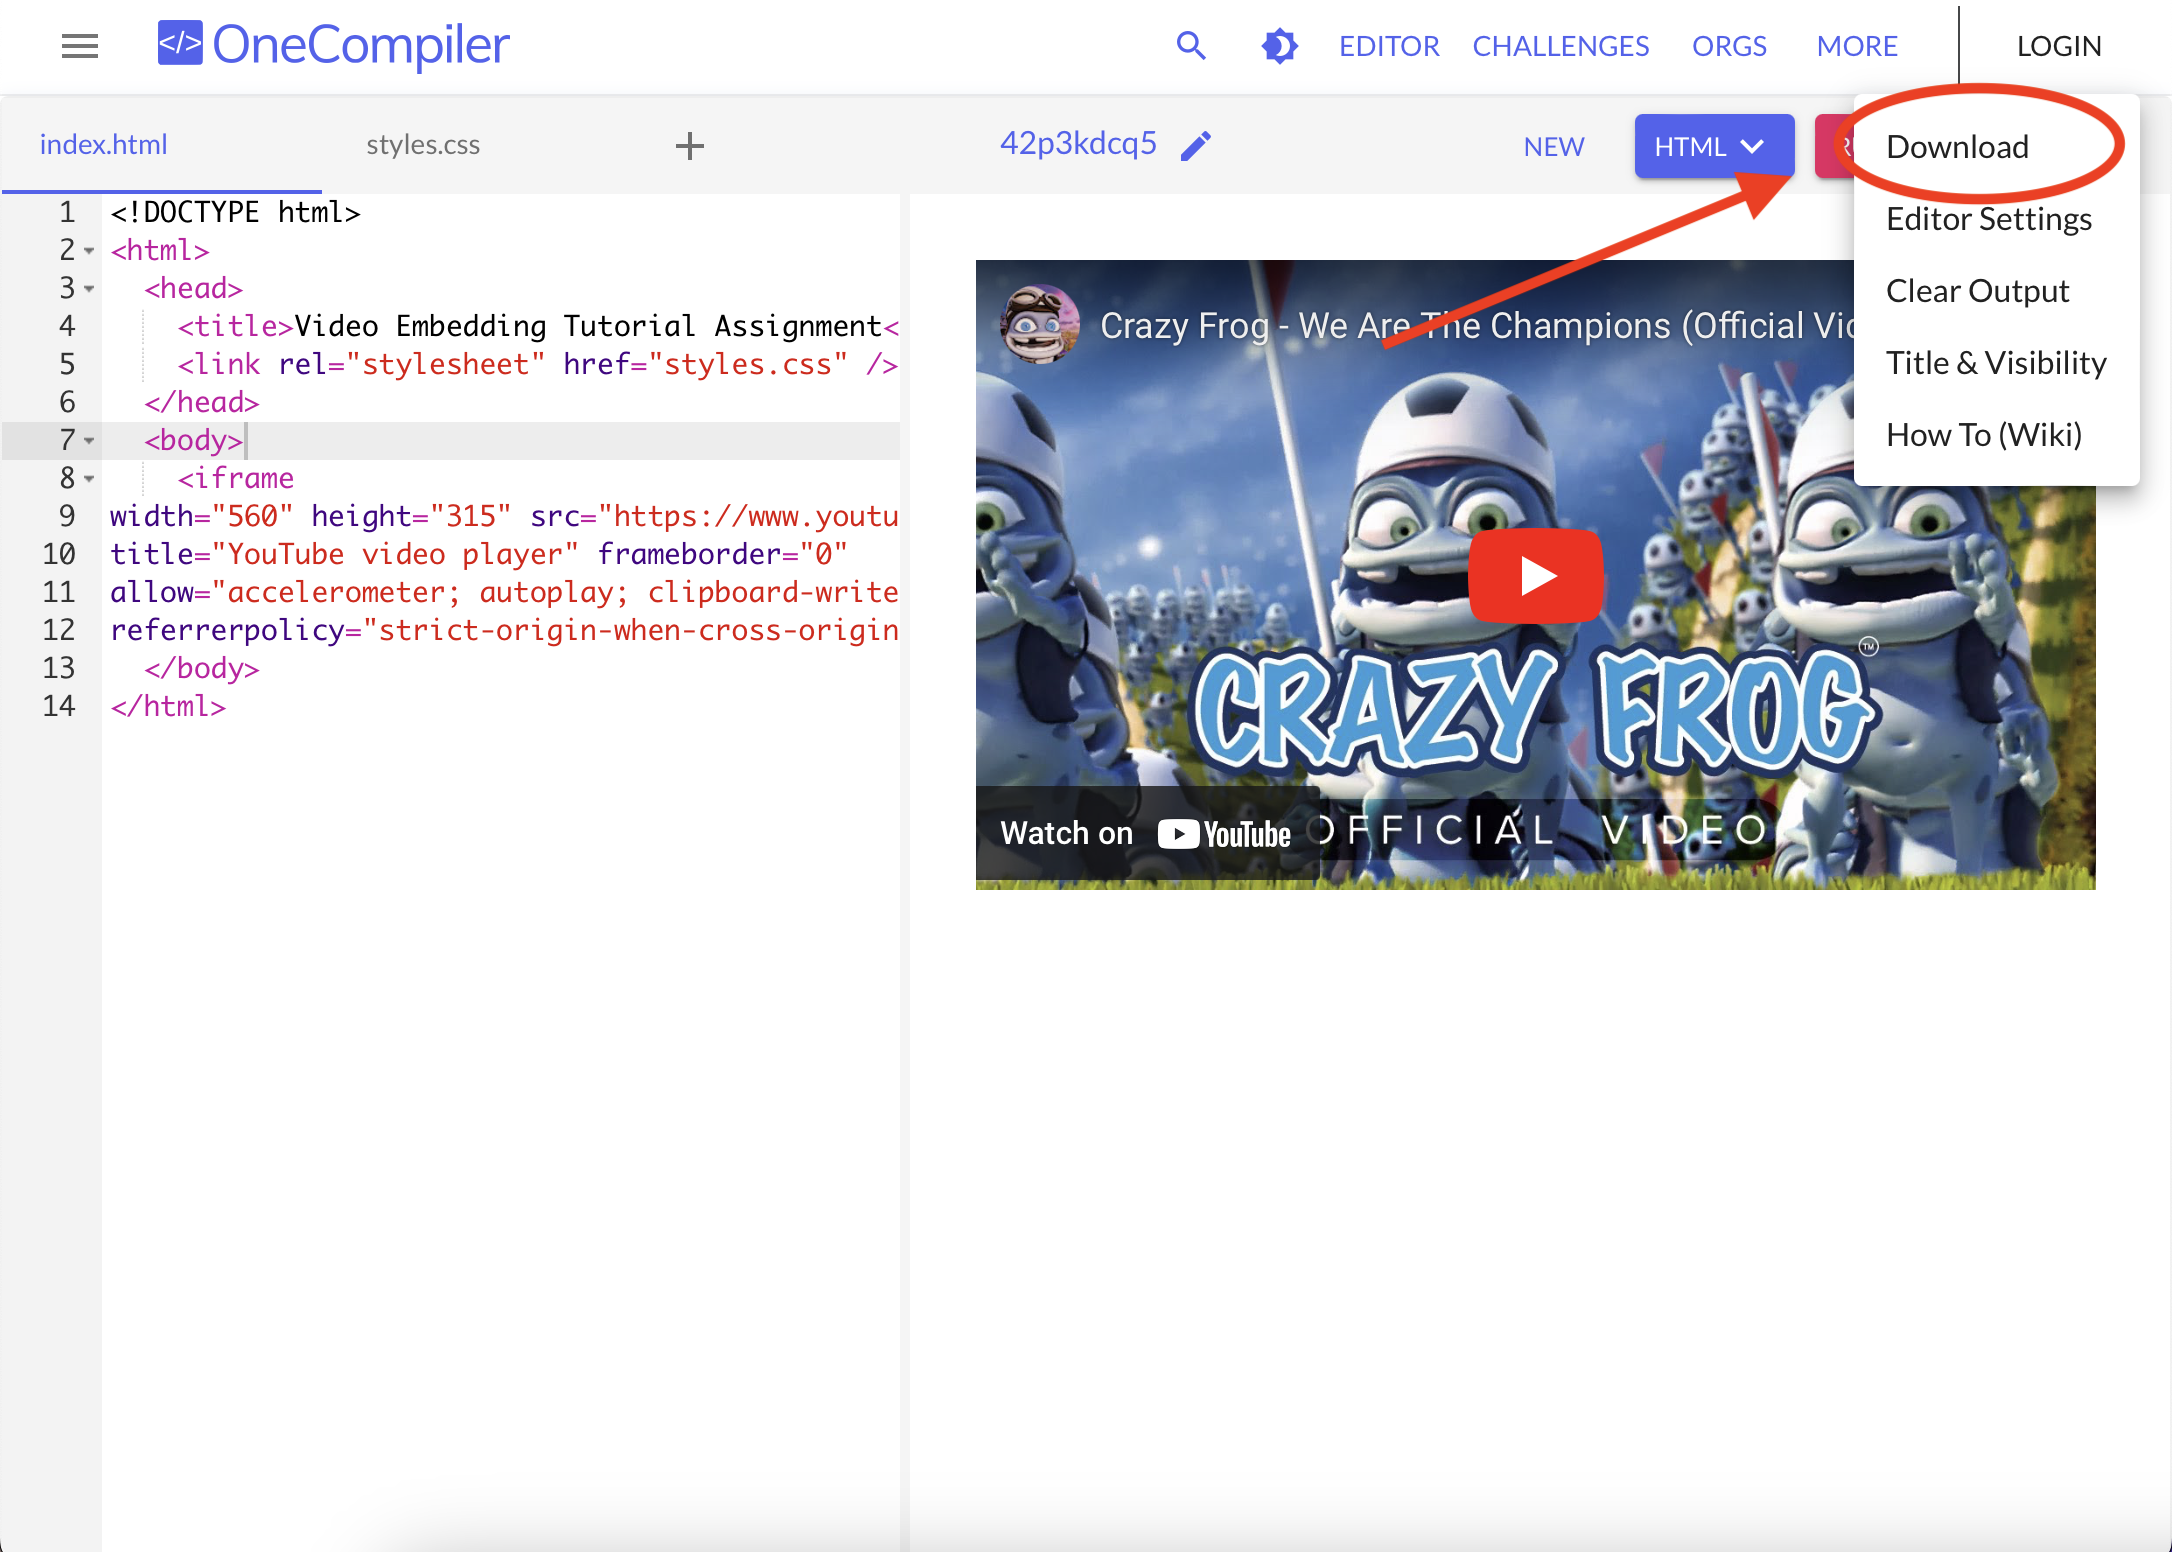 </> OneCompiler
EDITOR CHALLENGES ORGS MORE LOGIN
index.html styles.css + 42p3kdcq5 NEW HTML
Download
Editor Settings
Clear Output
Title & Visibility
How To (Wiki)
1 <!DOCTYPE html>
2 <html>
3 <head>
4 <title>Video Embedding Tutorial Assignment<
5 <link rel="stylesheet" href="styles.css" />
6 </head>
7 <body>
8 <iframe
9 width="560" height="315" src="https://www.youtu
10 title="YouTube video player" frameborder="0"
11 allow="accelerometer; autoplay; clipboard-write
12 referrerpolicy="strict-origin-when-cross-origin
13 </body>
14 </html>
Crazy Frog - We Are The Champions (Official Vid
CRAZY FROG ™
OFFICIAL VIDEO
Watch on YouTube